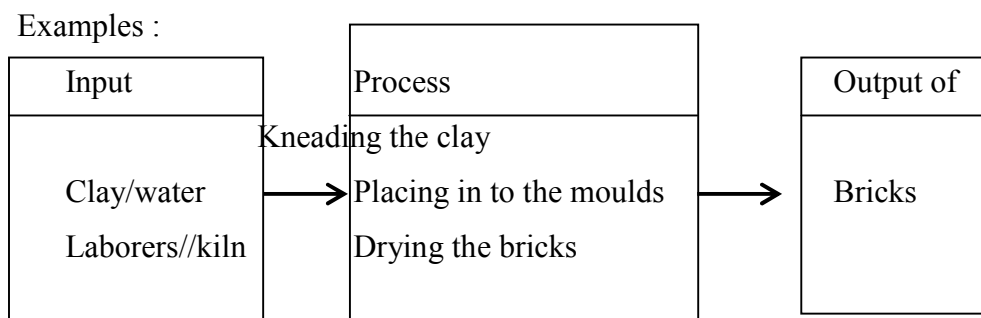 Examples :
Input Process Output of
Kneading the clay
Clay/water Placing in to the moulds Bricks
Laborers//kiln Drying the bricks